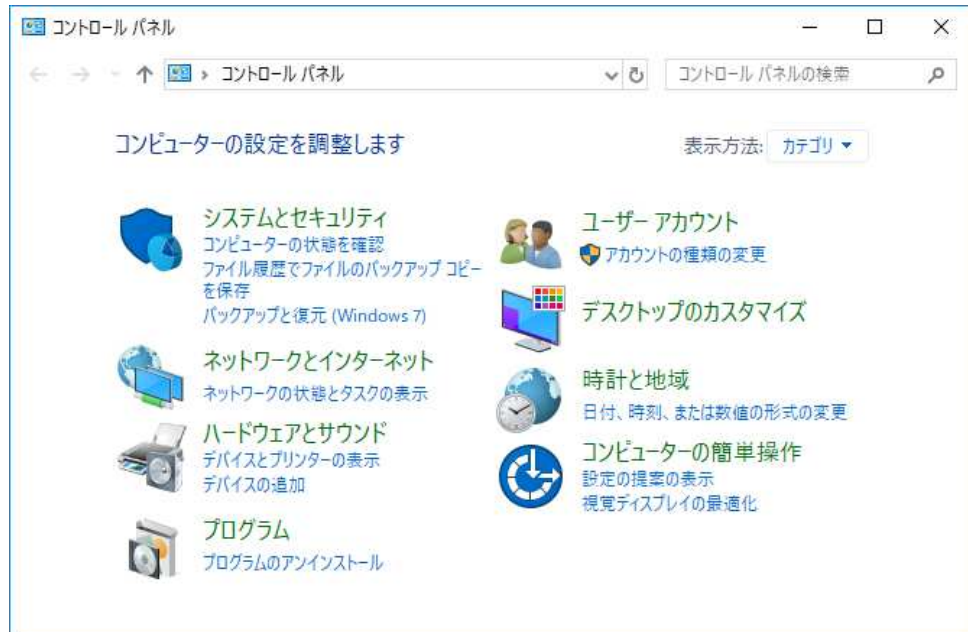 コントロール パネル
コントロール パネル
コントロール パネルの検索
コンピューターの設定を調整します
表示方法: カテゴリ
システムとセキュリティ
コンピューターの状態を確認
ファイル履歴でファイルのバックアップ コピー
を保存
バックアップと復元 (Windows 7)
ネットワークとインターネット
ネットワークの状態とタスクの表示
ハードウェアとサウンド
デバイスとプリンターの表示
デバイスの追加
プログラム
プログラムのアンインストール
ユーザー アカウント
アカウントの種類の変更
デスクトップのカスタマイズ
時計と地域
日付、時刻、または数値の形式の変更
コンピューターの簡単操作
設定の提案の表示
視覚ディスプレイの最適化